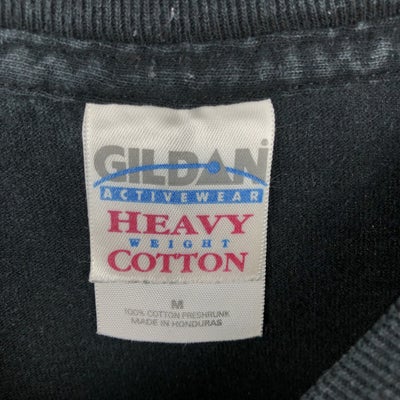 GILDAN
ACTIVEWEAR
HEAVY
WEIGHT
COTTON
M
100% COTTON PRESHRUNK
MADE IN HONDURAS